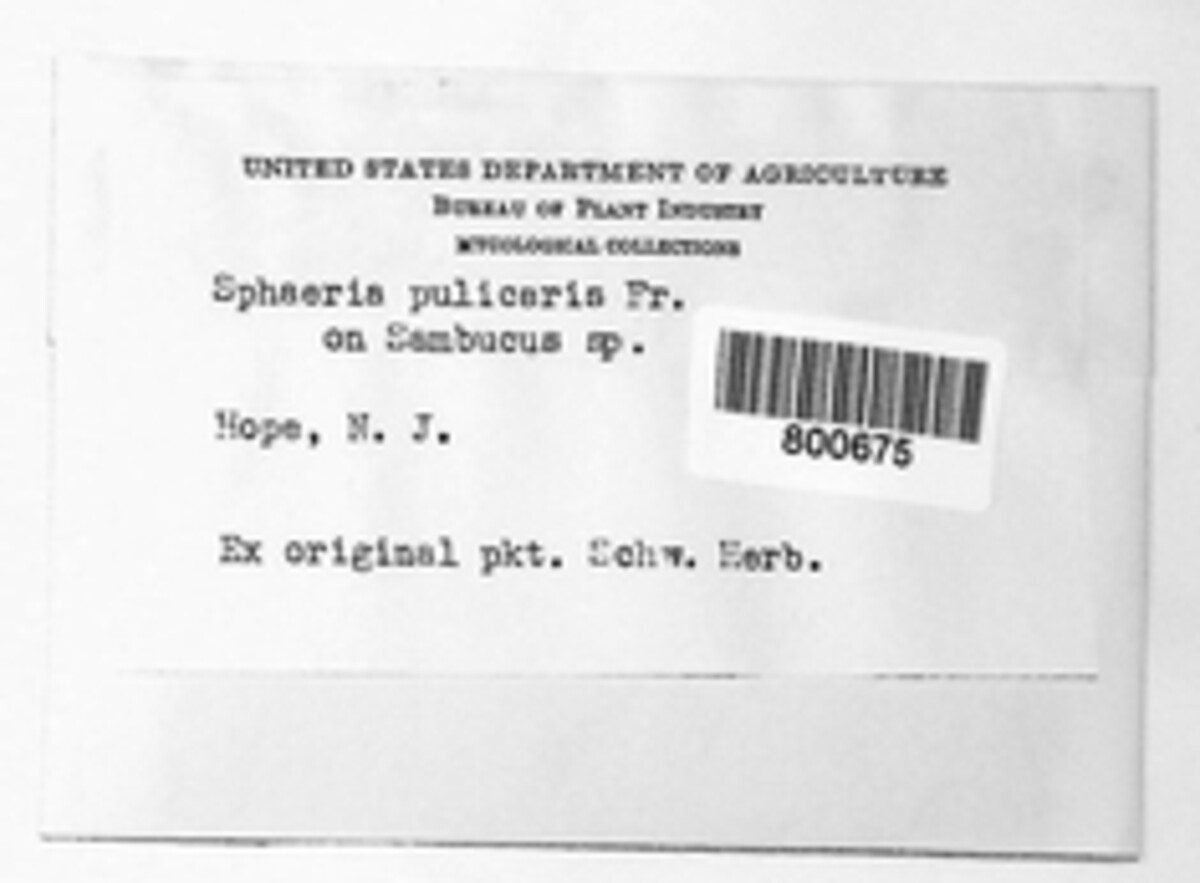 UNITED STATES DEPARTMENT OF AGRICULTURE
BUREAU OF PLANT INDUSTRY
MYCOLOGICAL COLLECTIONS
Sphaeria pulicaris Fr.
on Sambucus sp.
800675
Hope, N. J.
Ex original pkt. Schw. Herb.